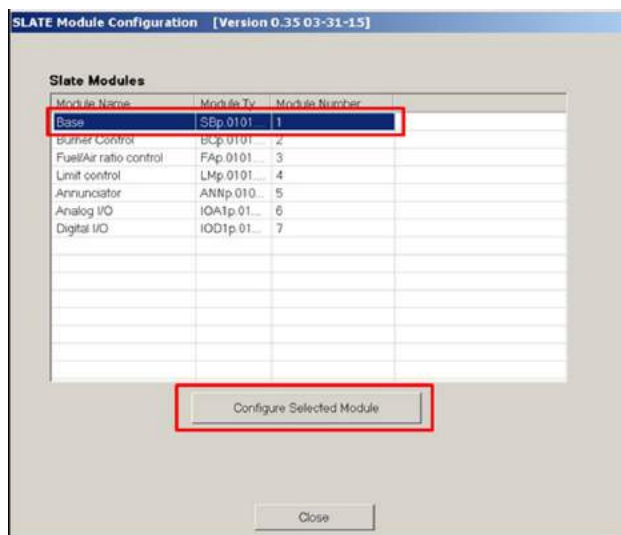 SLATE Module Configuration [Version 0.35 03-31-15]
Slate Modules
Module Name Module Ty Module Number
Base SBp.0101... 1
Burner Control BCp.0101... 2
Fuel/Air ratio control FAp.0101... 3
Limit control LMp.0101... 4
Annunciator ANNp.010... 5
Analog I/O IOA1p.01... 6
Digital I/O IOD1p.01... 7
Configure Selected Module
Close